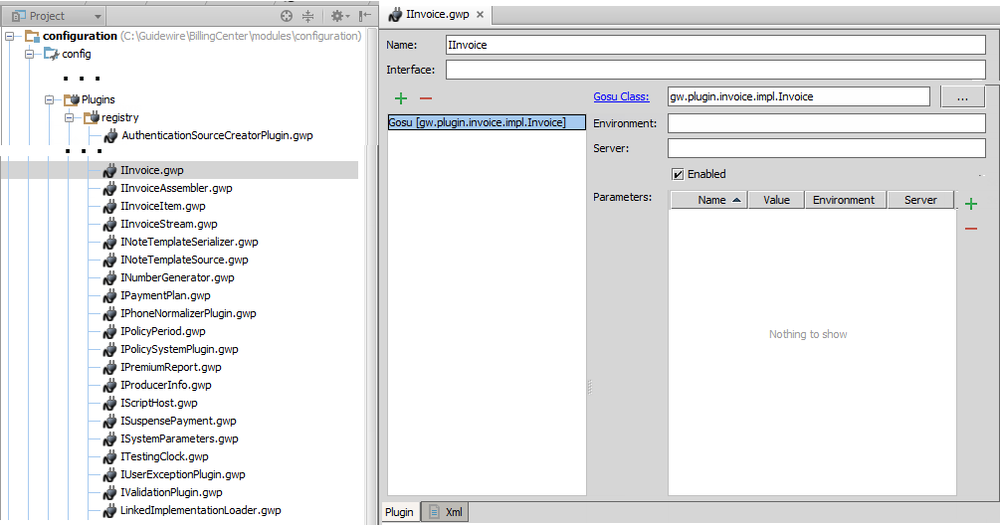 Project
configuration (C:\Guidewire\BillingCenter\modules\configuration)
config
. . .
Plugins
registry
AuthenticationSourceCreatorPlugin.gwp
. . .
IInvoice.gwp
IInvoiceAssembler.gwp
IInvoiceItem.gwp
IInvoiceStream.gwp
INoteTemplateSerializer.gwp
INoteTemplateSource.gwp
INumberGenerator.gwp
IPaymentPlan.gwp
IPhoneNormalizerPlugin.gwp
IPolicyPeriod.gwp
IPolicySystemPlugin.gwp
IPremiumReport.gwp
IProducerInfo.gwp
IScriptHost.gwp
ISuspensePayment.gwp
ISystemParameters.gwp
ITestingClock.gwp
IUserExceptionPlugin.gwp
IValidationPlugin.gwp
LinkedImplementationLoader.gwp
IInvoice.gwp
Name: IInvoice
Interface:
Gosu [gw.plugin.invoice.impl.Invoice]
Gosu Class: gw.plugin.invoice.impl.Invoice ...
Environment:
Server:
Enabled
Parameters:
Name Value Environment Server
Nothing to show
Plugin Xml